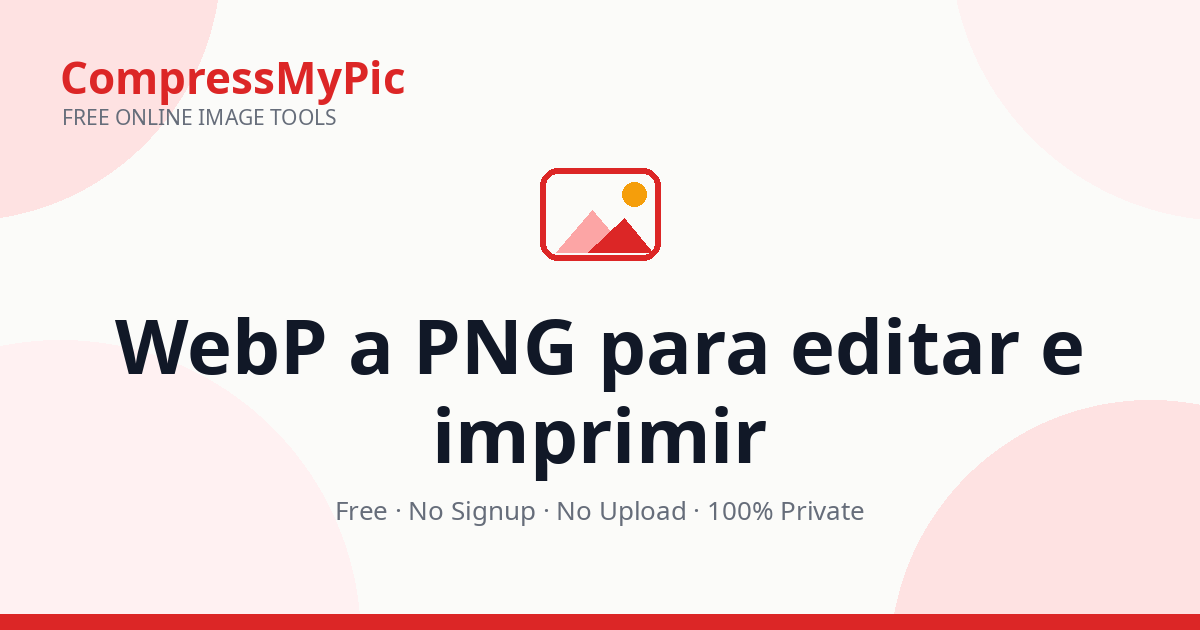 CompressMyPic
FREE ONLINE IMAGE TOOLS
WebP a PNG para editar e
imprimir
Free · No Signup · No Upload · 100% Private